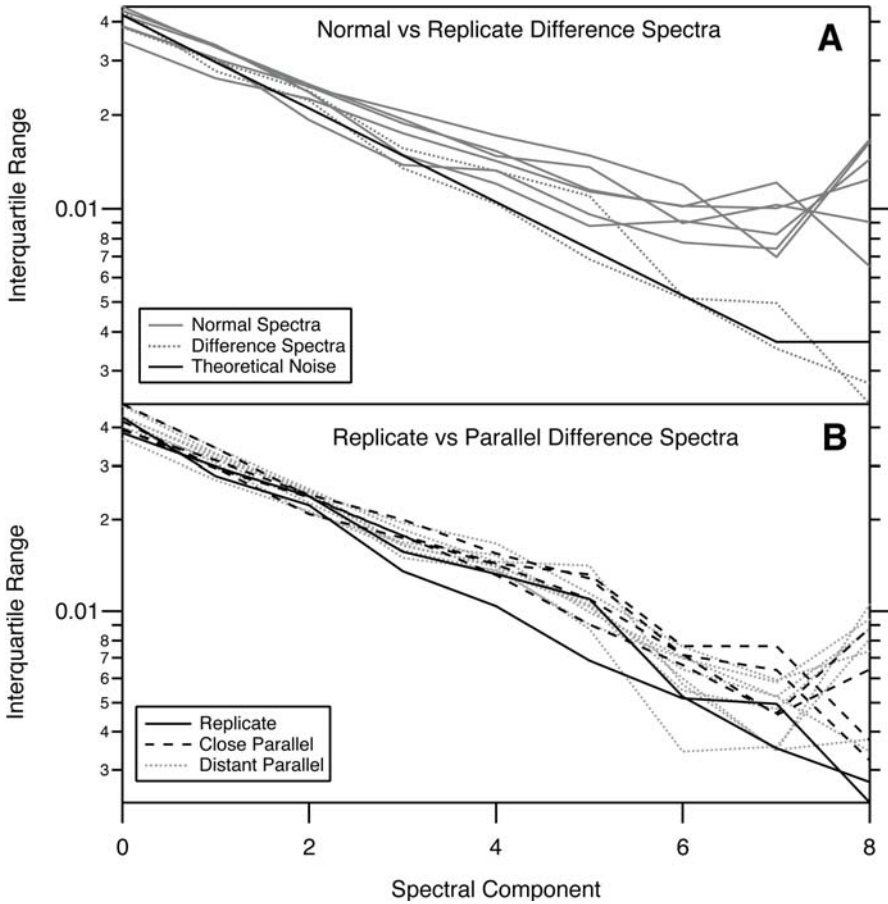 Normal vs Replicate Difference Spectra
A
4
3
2
0.01
8
7
6
5
4
3
Interquartile Range
Normal Spectra
Difference Spectra
Theoretical Noise
Replicate vs Parallel Difference Spectra
B
4
3
2
0.01
8
7
6
5
4
3
Interquartile Range
Replicate
Close Parallel
Distant Parallel
0 2 4 6 8
Spectral Component